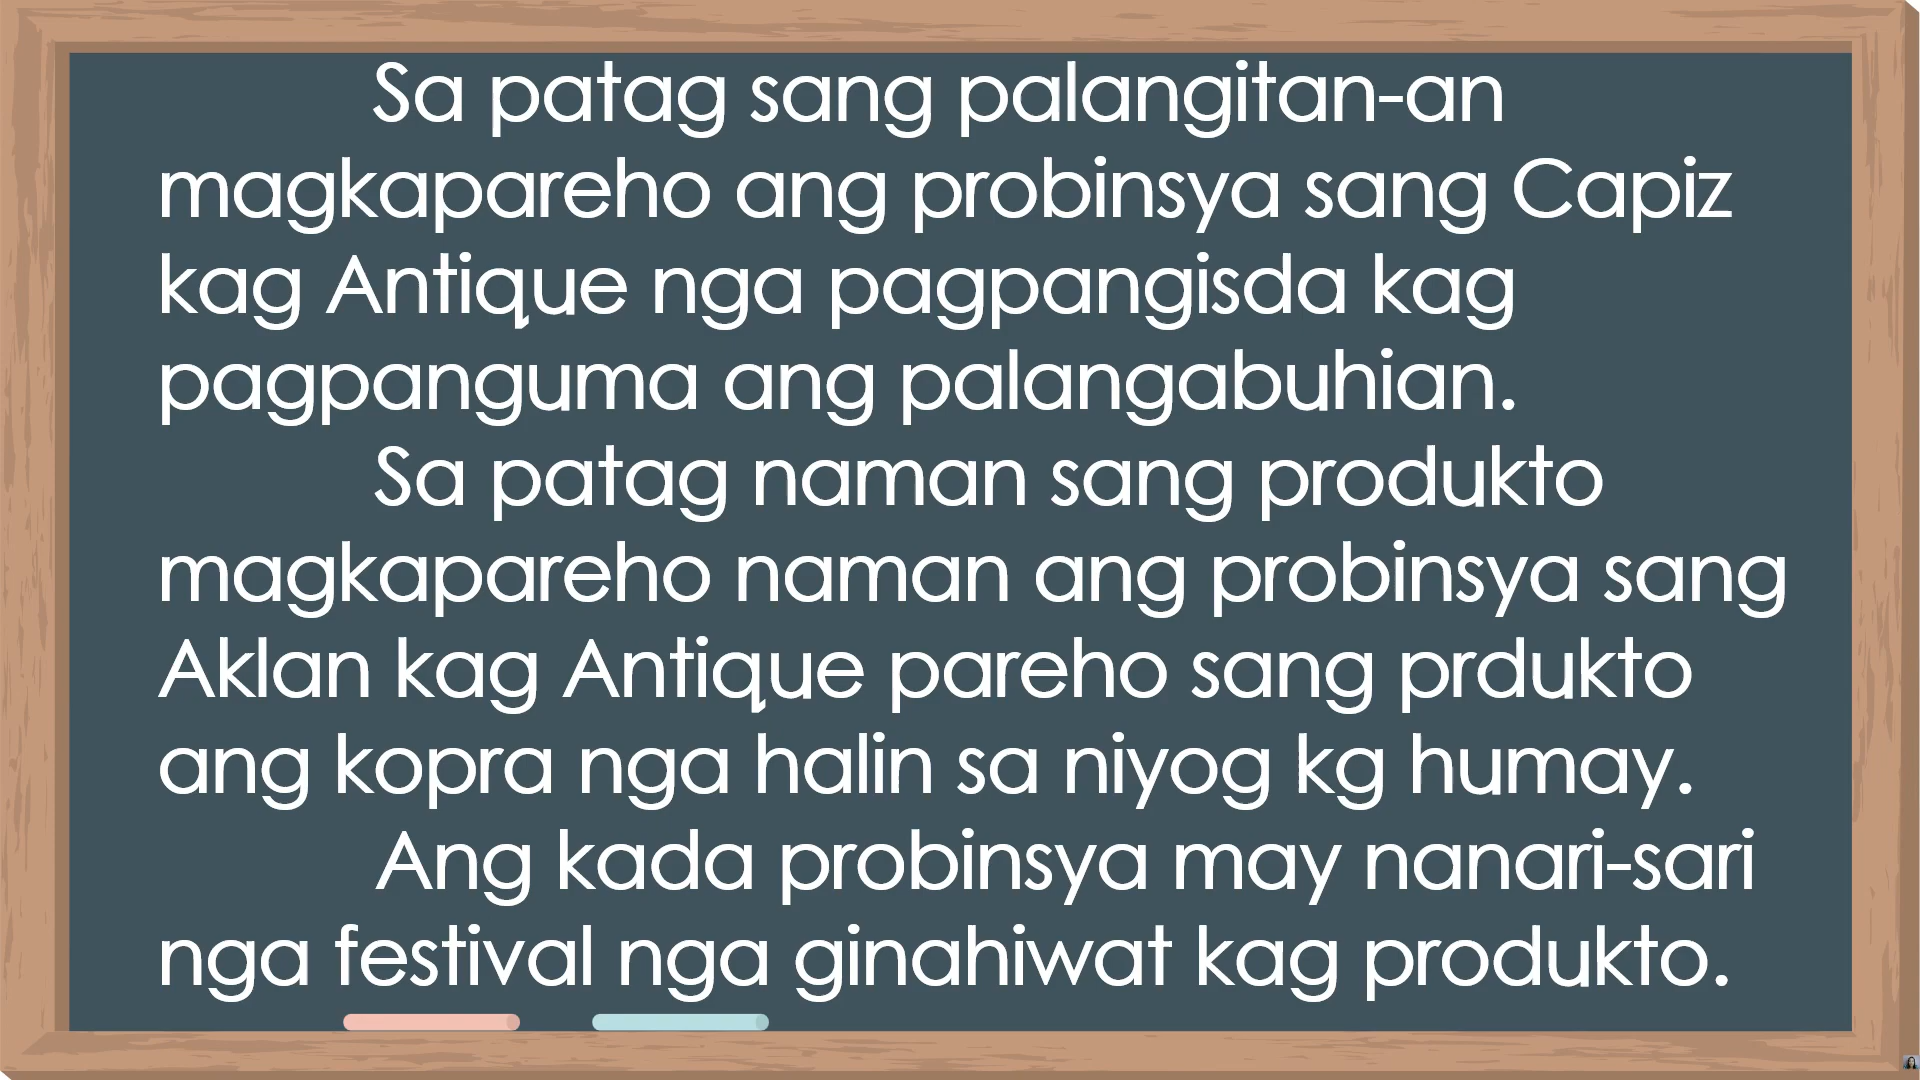 Sa patag sang palangitan-an
magkapareho ang probinsya sang Capiz
kag Antique nga pagpangisda kag
pagpanguma ang palangabuhian.
Sa patag naman sang produkto
magkapareho naman ang probinsya sang
Aklan kag Antique pareho sang prdukto
ang kopra nga halin sa niyog kg humay.
Ang kada probinsya may nanari-sari
nga festival nga ginahiwat kag produkto.